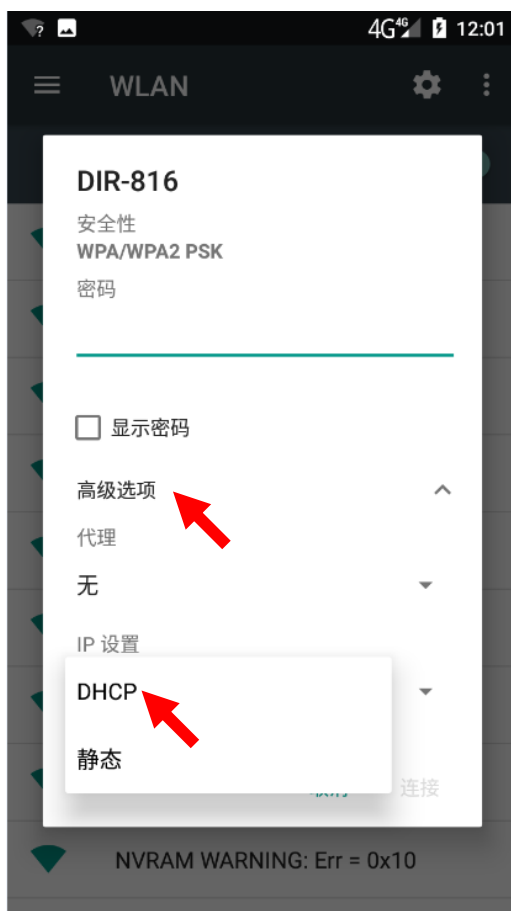 4G 4G 12:01
WLAN
DIR-816
安全性
WPA/WPA2 PSK
密码
显示密码
高级选项
代理
无
IP 设置
DHCP
静态
连接
NVRAM WARNING: Err = 0x10